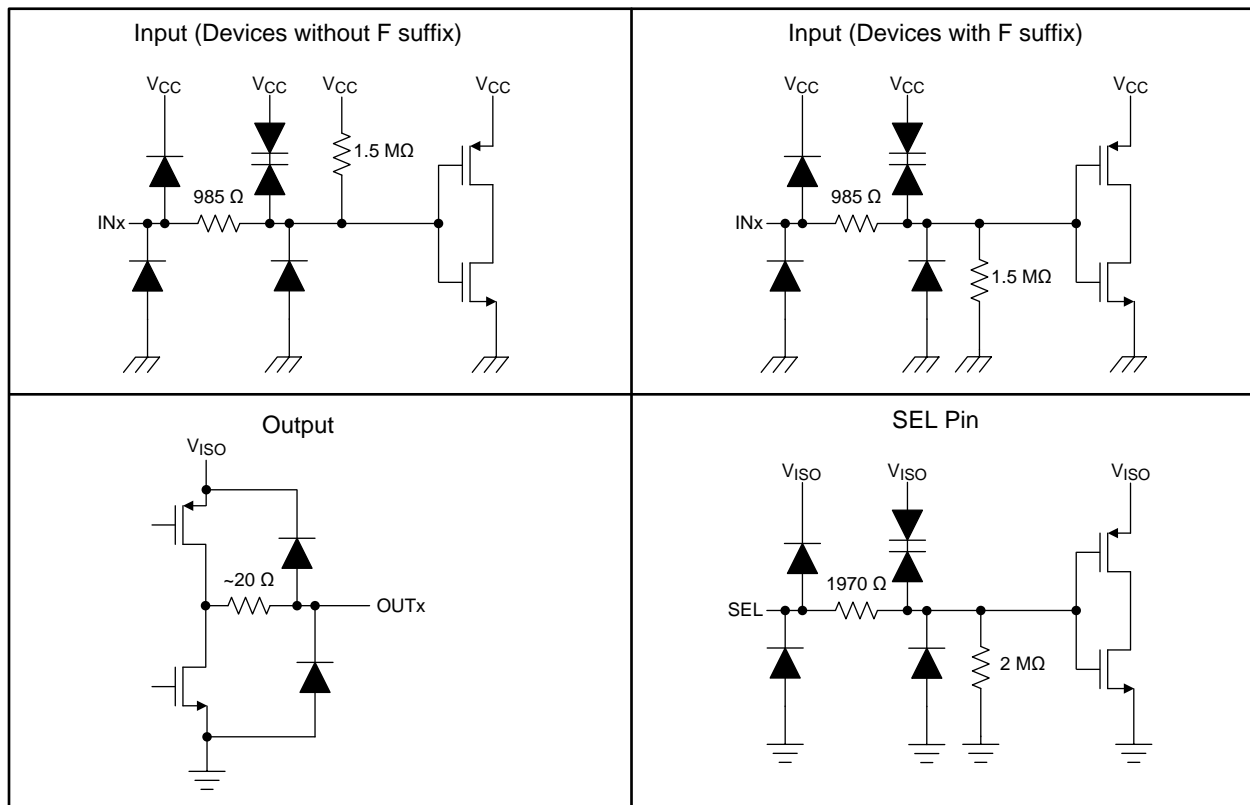 Input (Devices without F suffix)
VCC
VCC
VCC
VCC
1.5 MΩ
985 Ω
INx
Input (Devices with F suffix)
VCC
VCC
VCC
985 Ω
INx
1.5 MΩ
Output
VISO
~20 Ω
OUTx
SEL Pin
VISO
VISO
VISO
1970 Ω
SEL
2 MΩ